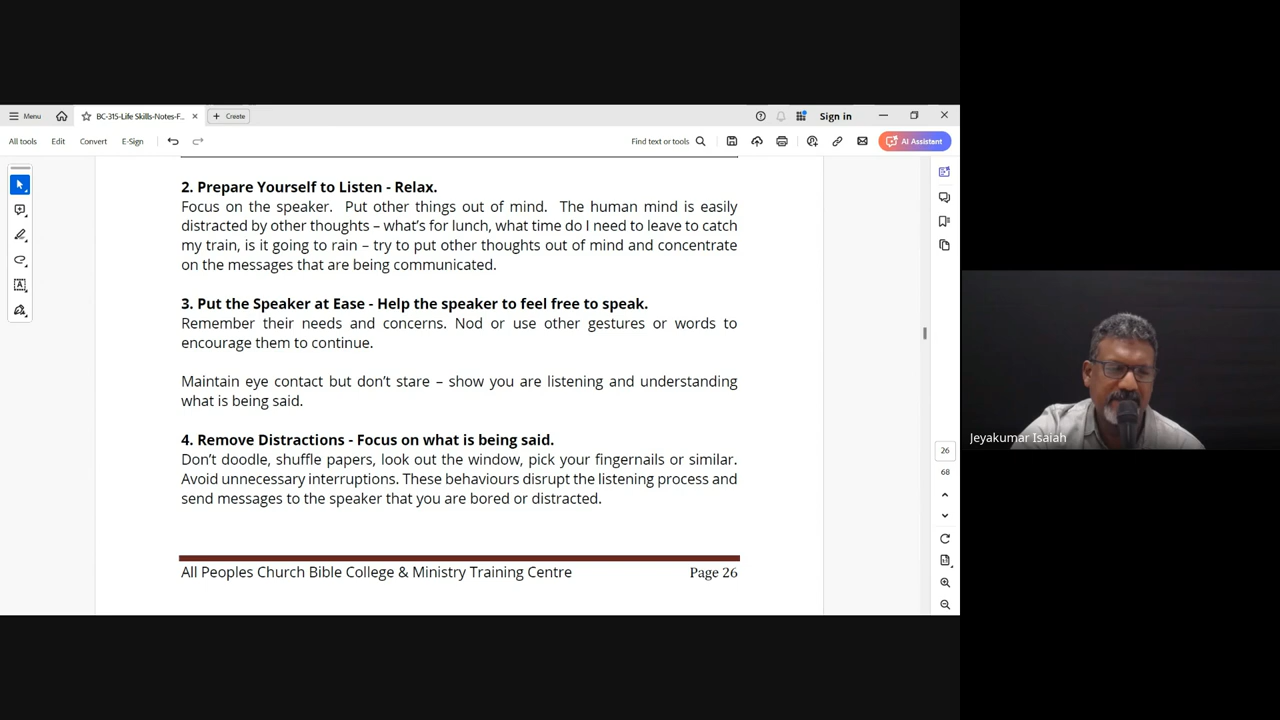 Menu
BC-315-Life Skills-Notes-F...
Create
Sign in
All tools
Edit
Convert
E-Sign
Find text or tools
AI Assistant
2. Prepare Yourself to Listen - Relax.
Focus on the speaker. Put other things out of mind. The human mind is easily
distracted by other thoughts – what’s for lunch, what time do I need to leave to catch
my train, is it going to rain – try to put other thoughts out of mind and concentrate
on the messages that are being communicated.
3. Put the Speaker at Ease - Help the speaker to feel free to speak.
Remember their needs and concerns. Nod or use other gestures or words to
encourage them to continue.
Maintain eye contact but don’t stare – show you are listening and understanding
what is being said.
4. Remove Distractions - Focus on what is being said.
Don’t doodle, shuffle papers, look out the window, pick your fingernails or similar.
Avoid unnecessary interruptions. These behaviours disrupt the listening process and
send messages to the speaker that you are bored or distracted.
All Peoples Church Bible College & Ministry Training Centre
Page 26
26
68
Jeyakumar Isaiah